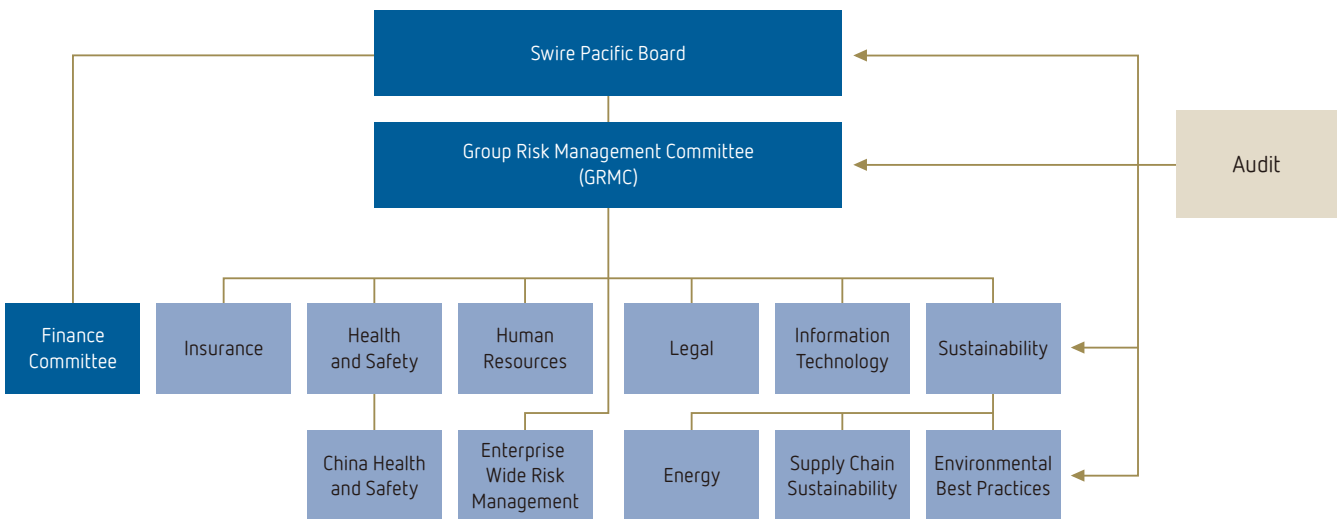 Swire Pacific Board
Group Risk Management Committee
(GRMC)
Audit
Finance
Committee
Insurance
Health
and Safety
Human
Resources
Legal
Information
Technology
Sustainability
China Health
and Safety
Enterprise
Wide Risk
Management
Energy
Supply Chain
Sustainability
Environmental
Best Practices